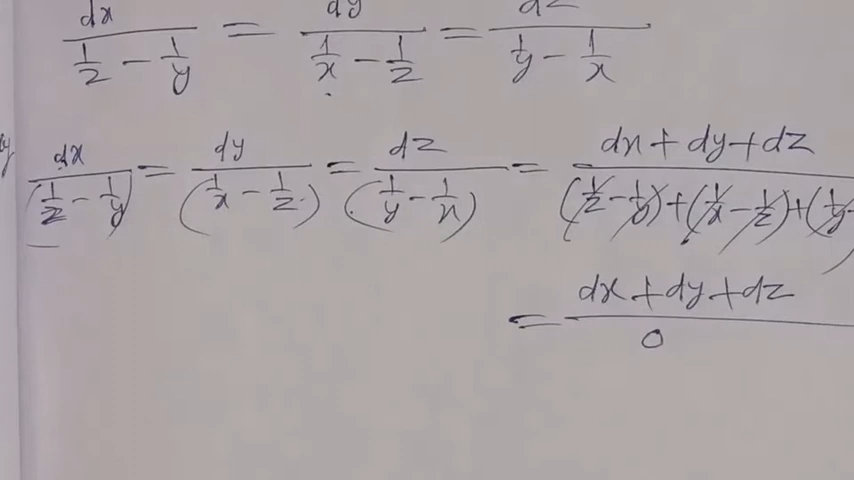 dx/(1/z - 1/y) = dy/(1/x - 1/z) = dz/(1/y - 1/x)
dx/(1/z - 1/y) = dy/(1/x - 1/z) = dz/(1/y - 1/x) = dx + dy + dz/(1/z - 1/y) + (1/x - 1/z) + (1/y -
= dx + dy + dz/0